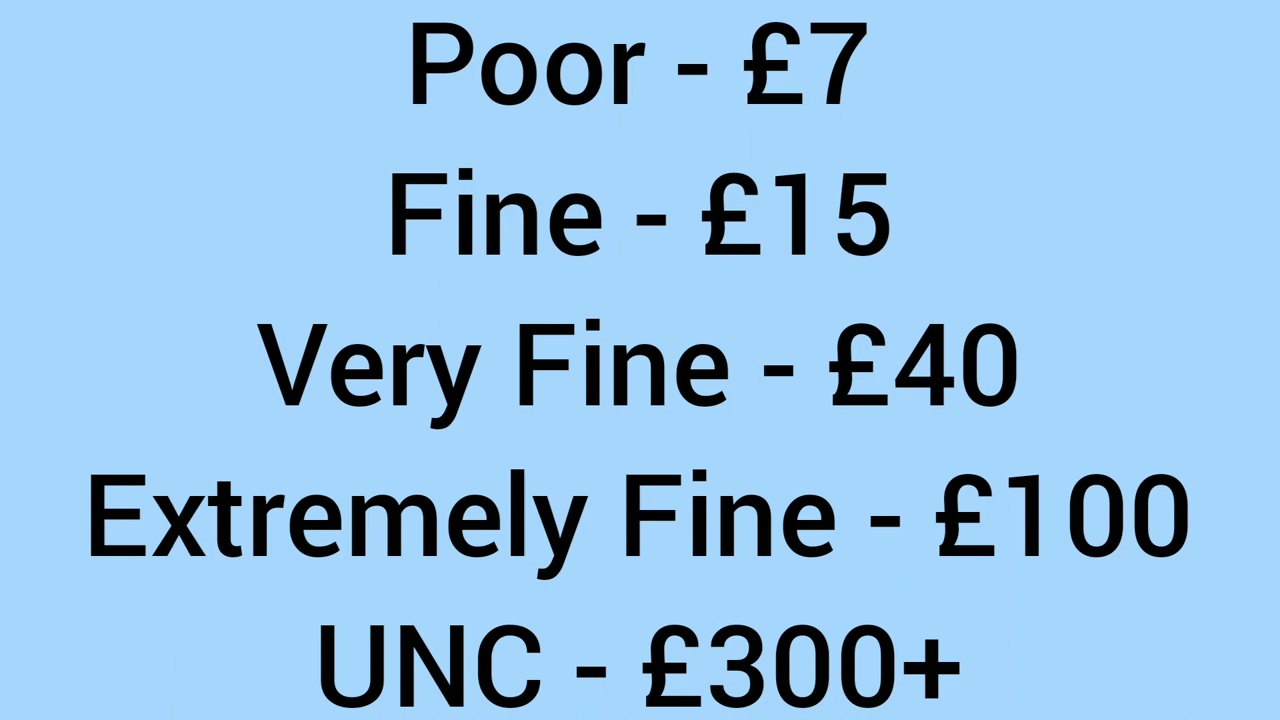 Poor - £7
Fine - £15
Very Fine - £40
Extremely Fine - £100
UNC - £300+